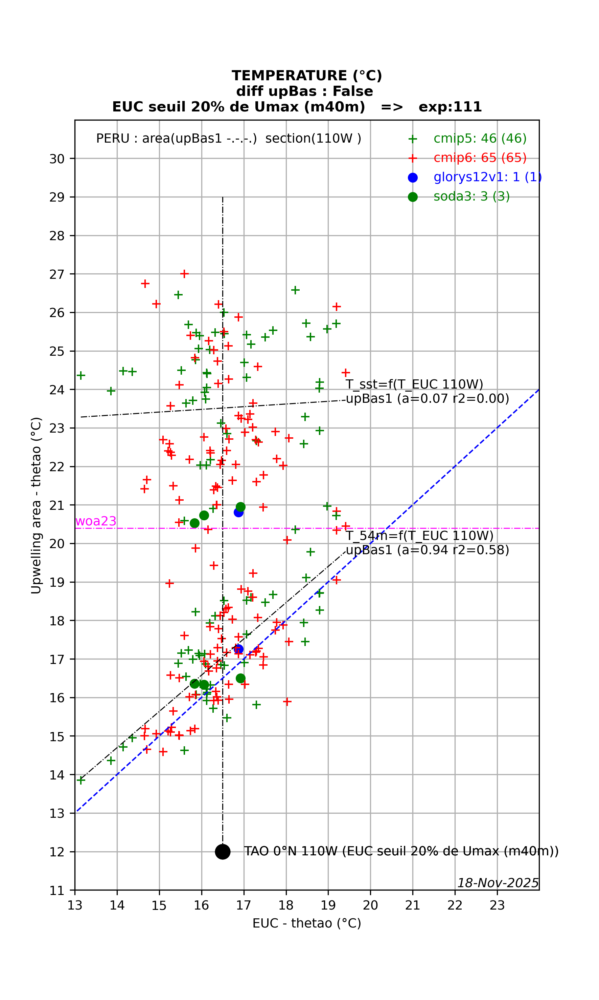 TEMPERATURE (°C)
diff upBas : False
EUC seuil 20% de Umax (m40m)   =>   exp:111
PERU : area(upBas1 -.-.-.)  section(110W )
cmip5: 46 (46)
cmip6: 65 (65)
glorys12v1: 1 (1)
soda3: 3 (3)
30
29
28
27
26
25
24
23
22
21
20
19
18
17
16
15
14
13
12
11
Upwelling area - thetao (°C)
T_sst=f(T_EUC 110W)
upBas1 (a=0.07 r2=0.00)
woa23
T_54m=f(T_EUC 110W)
upBas1 (a=0.94 r2=0.58)
TAO 0°N 110W (EUC seuil 20% de Umax (m40m))
18-Nov-2025
13 14 15 16 17 18 19 20 21 22 23
EUC - thetao (°C)